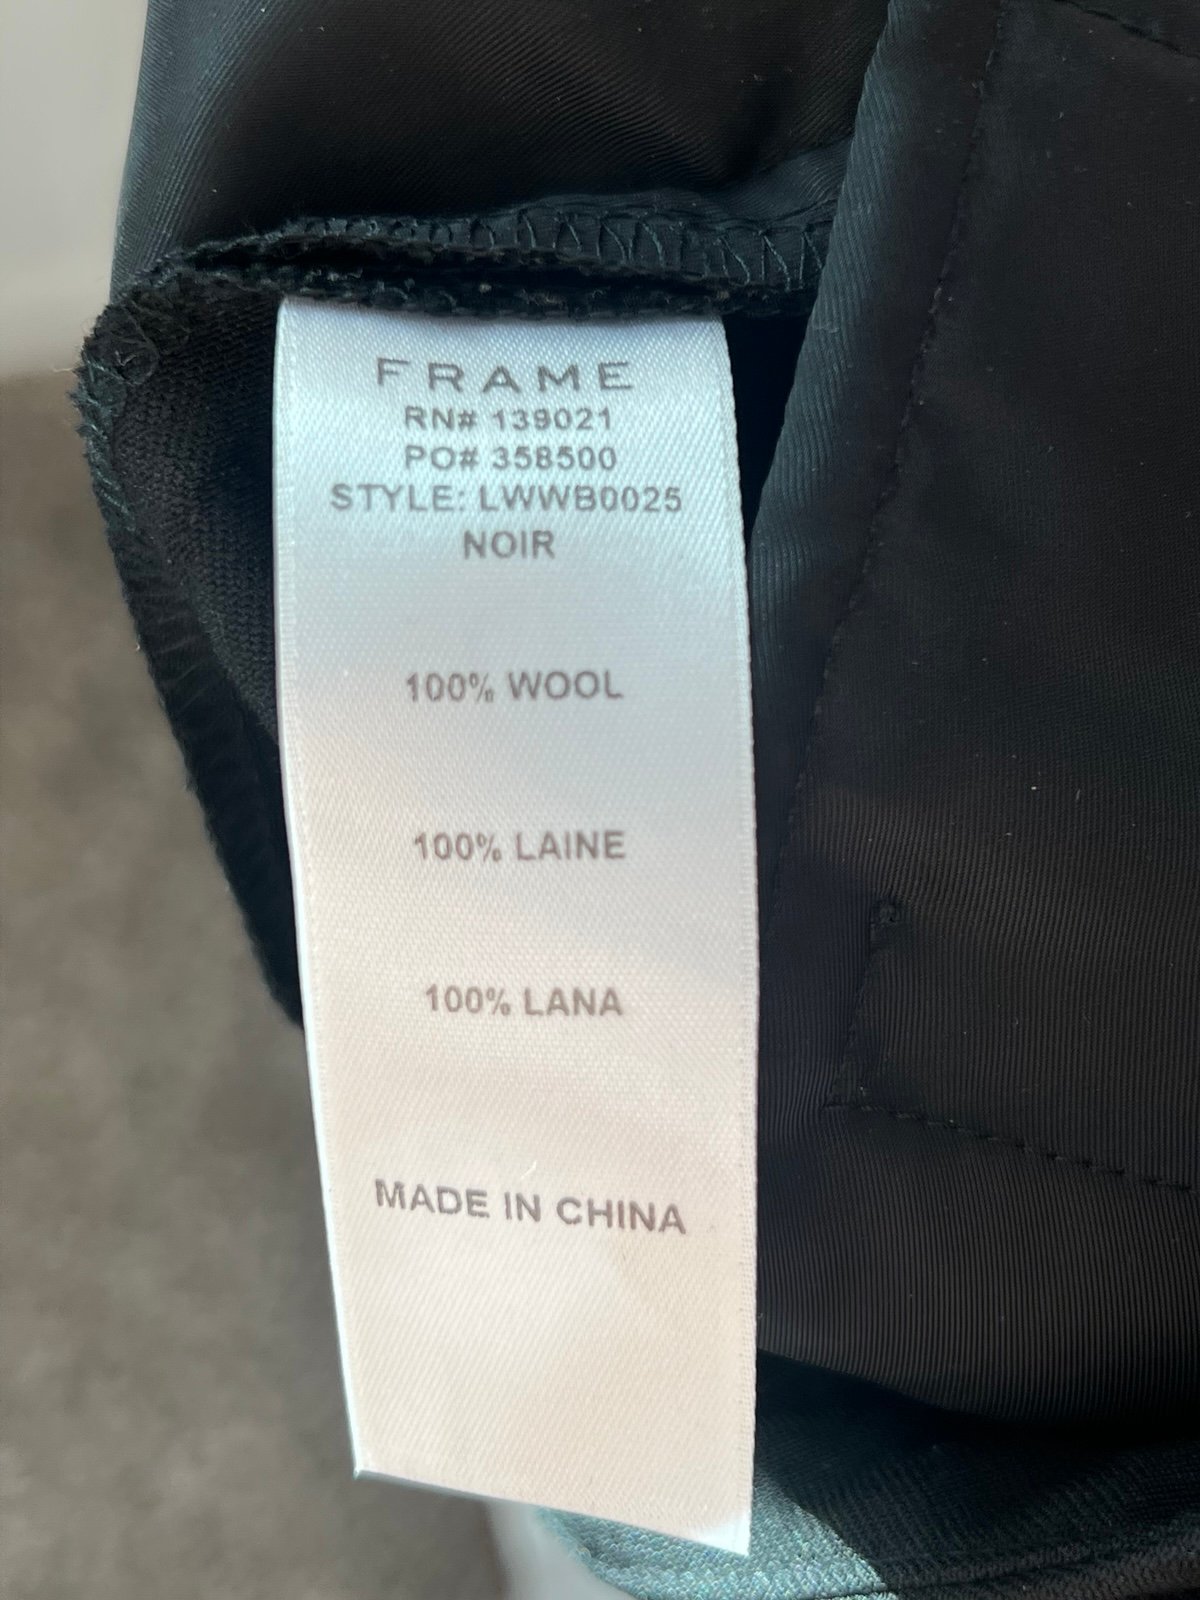 FRAME
RN# 139021
PO# 358500
STYLE: LWWB0025
NOIR
100% WOOL
100% LAINE
100% LANA
MADE IN CHINA